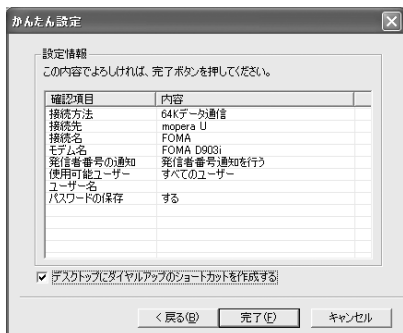 かんたん設定
設定情報
この内容でよろしければ、完了ボタンを押してください。
確認項目 内容
接続方法 64Kデータ通信
接続先 mopera U
接続名 FOMA
モデム名 FOMA D903i
発信者番号の通知 発信者番号通知を行う
使用可能ユーザー すべてのユーザー
ユーザー名
パスワードの保存 する
デスクトップにダイヤルアップのショートカットを作成する
< 戻る(B) 完了(F) キャンセル